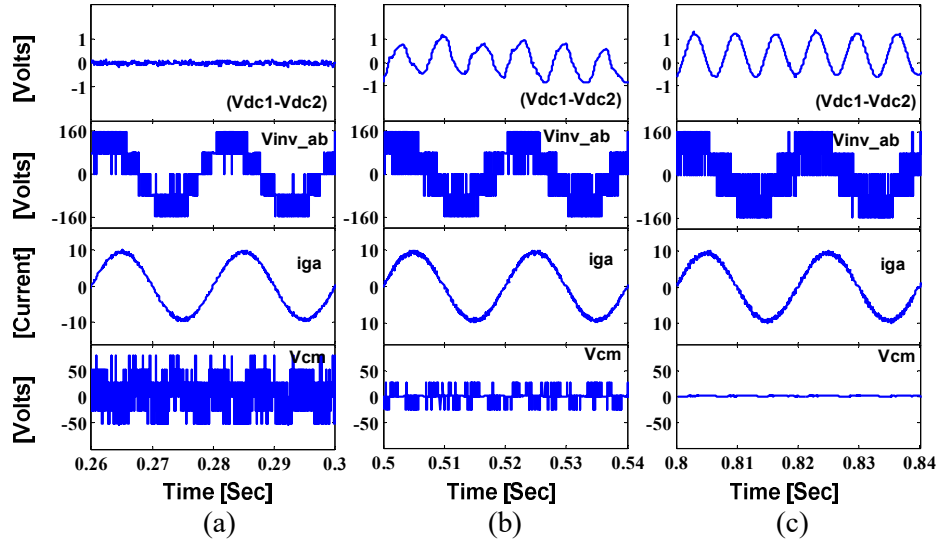 [Volts]
1
0
-1
(Vdc1-Vdc2)
1
0
-1
(Vdc1-Vdc2)
1
0
-1
(Vdc1-Vdc2)
[Volts]
160
0
-160
Vinv_ab
160
0
-160
Vinv_ab
160
0
-160
Vinv_ab
[Current]
10
0
-10
iga
10
0
10
iga
10
0
10
iga
[Volts]
50
0
-50
Vcm
50
0
-50
Vcm
50
0
-50
Vcm
0.26 0.27 0.28 0.29 0.3
0.5 0.51 0.52 0.53 0.54
0.8 0.81 0.82 0.83 0.84
Time [Sec] Time [Sec] Time [Sec]
(a) (b) (c)